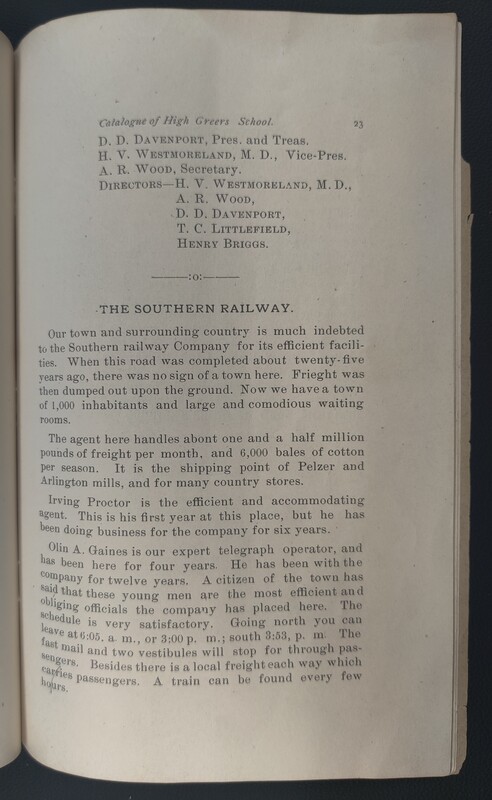 Catalogue of High Greers School. 23
D. D. DAVENPORT, Pres. and Treas.
H. V. WESTMORELAND, M. D., Vice-Pres.
A. R. WOOD, Secretary.
DIRECTORS—H. V. WESTMORELAND, M. D.,
A. R. WOOD,
D. D. DAVENPORT,
T. C. LITTLEFIELD,
HENRY BRIGGS.
———:o:———
THE SOUTHERN RAILWAY.
Our town and surrounding country is much indebted
to the Southern railway Company for its efficient facili-
ties. When this road was completed about twenty-five
years ago, there was no sign of a town here. Frieght was
then dumped out upon the ground. Now we have a town
of 1,000 inhabitants and large and comodious waiting
rooms.
The agent here handles abont one and a half million
pounds of freight per month, and 6,000 bales of cotton
per season. It is the shipping point of Pelzer and
Arlington mills, and for many country stores.
Irving Proctor is the efficient and accommodating
agent. This is his first year at this place, but he has
been doing business for the company for six years.
Olin A. Gaines is our expert telegraph operator, and
has been here for four years. He has been with the
company for twelve years. A citizen of the town has
said that these young men are the most efficient and
obliging officials the company has placed here. The
schedule is very satisfactory. Going north you can
leave at 6:05. a. m., or 3:00 p. m.; south 3:53, p. m. The
fast mail and two vestibules will stop for through pas-
sengers. Besides there is a local freight each way which
carries passengers. A train can be found every few
hours.